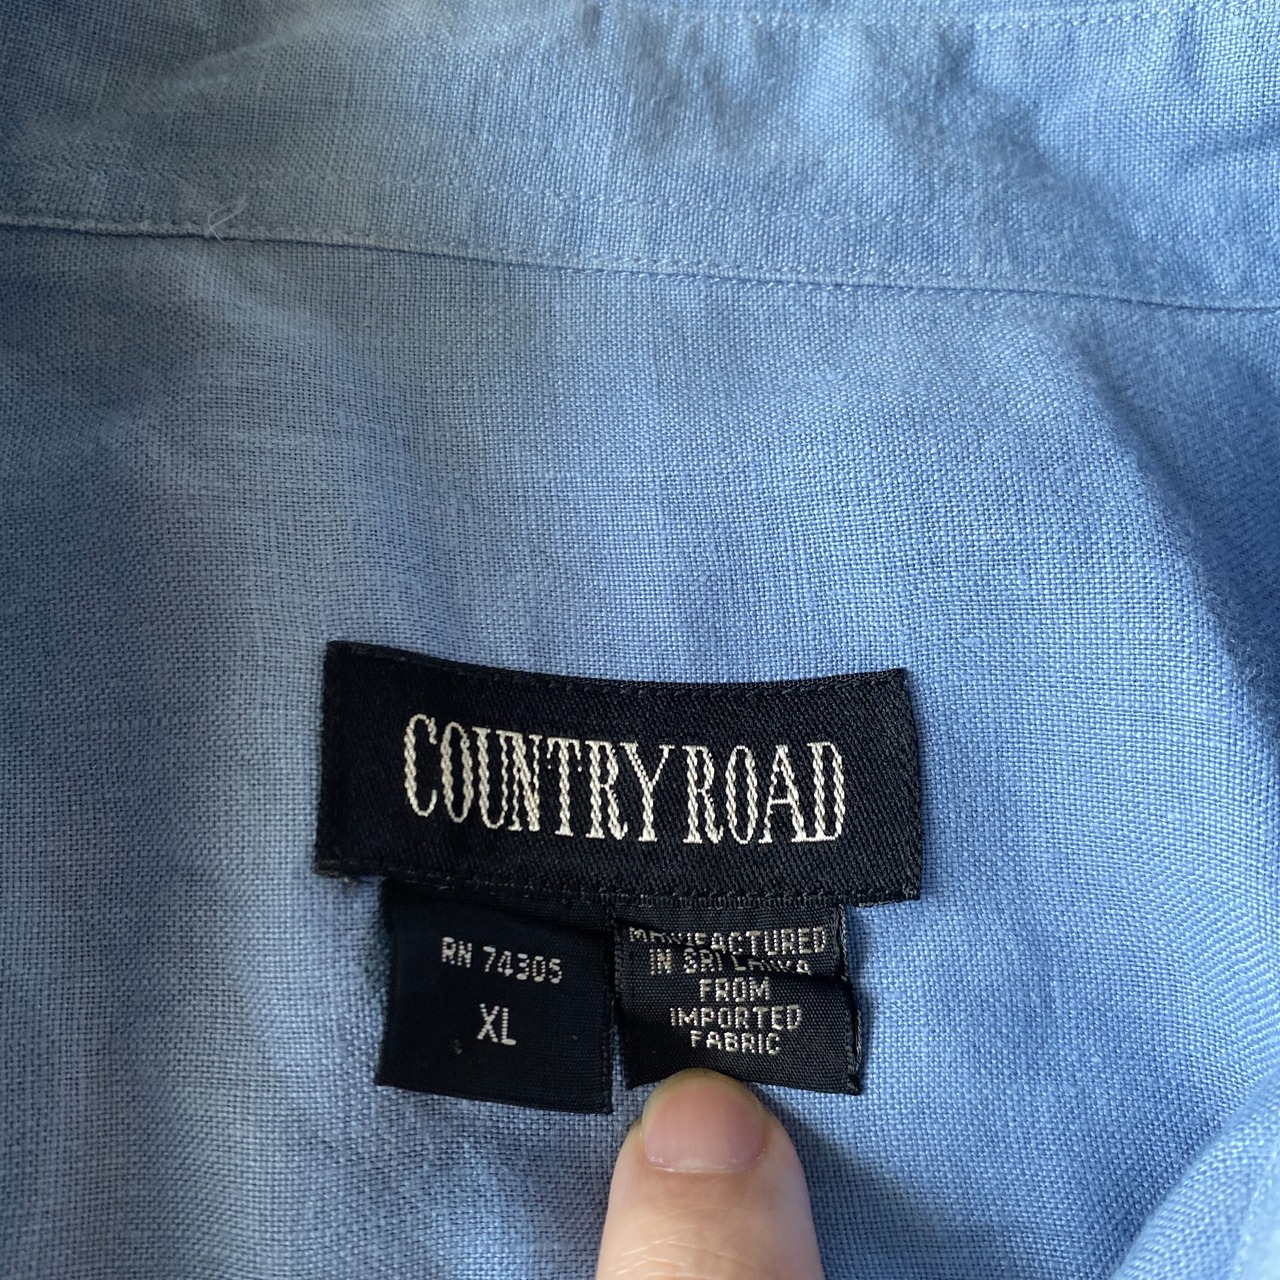 COUNTRY ROAD
RN 74305
XL
MANUFACTURED
IN SRI LANKA
FROM
IMPORTED
FABRIC